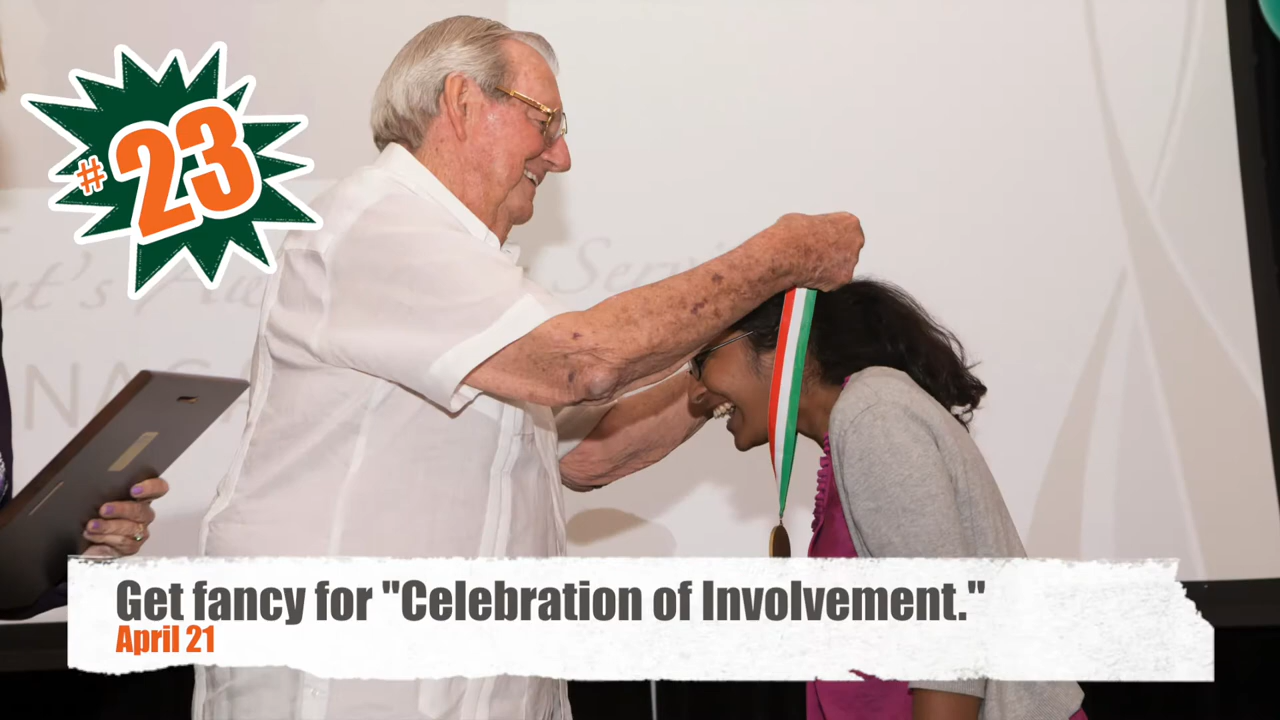 #23
Get fancy for "Celebration of Involvement."
April 21